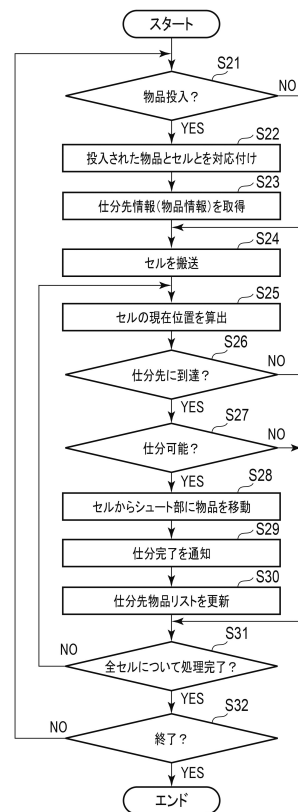 スタート
S21
物品投入？
NO
YES
S22
投入された物品とセルとを対応付け
S23
仕分先情報(物品情報)を取得
S24
セルを搬送
S25
セルの現在位置を算出
S26
仕分先に到達？
NO
YES
S27
仕分可能？
NO
YES
S28
セルからシュート部に物品を移動
S29
仕分完了を通知
S30
仕分先物品リストを更新
S31
全セルについて処理完了？
NO
YES
S32
終了？
NO
YES
エンド